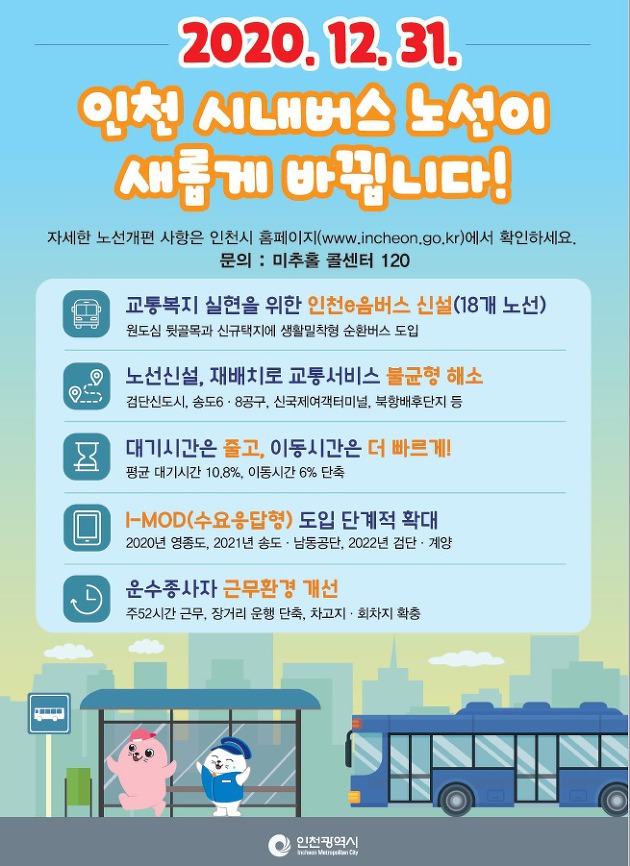 2020. 12. 31.
인천 시내버스 노선이
새롭게 바뀝니다!
자세한 노선개편 사항은 인천시 홈페이지(www.incheon.go.kr)에서 확인하세요.
문의 : 미추홀 콜센터 120
교통복지 실현을 위한 인천e음버스 신설(18개 노선)
원도심 뒷골목과 신규택지에 생활밀착형 순환버스 도입
노선신설, 재배치로 교통서비스 불균형 해소
검단신도시, 송도6·8공구, 신국제여객터미널, 북항배후단지 등
대기시간은 줄고, 이동시간은 더 빠르게!
평균 대기시간 10.8%, 이동시간 6% 단축
I-MOD(수요응답형) 도입 단계적 확대
2020년 영종도, 2021년 송도·남동공단, 2022년 검단·계양
운수종사자 근무환경 개선
주52시간 근무, 장거리 운행 단축, 차고지·회차지 확충
인천광역시
Incheon Metropolitan City